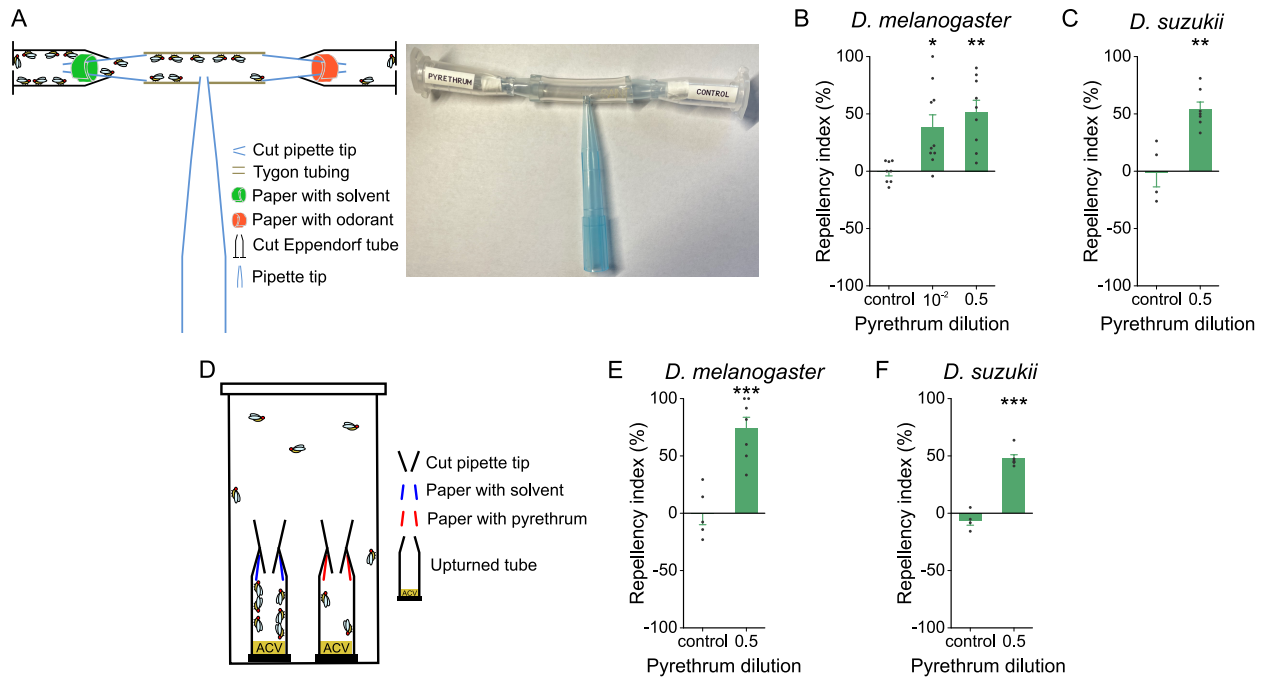 A
PYRETHRUM
CONTROL
Cut pipette tip
Tygon tubing
Paper with solvent
Paper with odorant
Cut Eppendorf tube
Pipette tip
B
D. melanogaster
Repellency index (%)
100
50
0
-50
-100
*
**
control 10⁻² 0.5
Pyrethrum dilution
C
D. suzukii
Repellency index (%)
100
50
0
-50
-100
**
control 0.5
Pyrethrum dilution
D
ACV
ACV
Cut pipette tip
Paper with solvent
Paper with pyrethrum
Upturned tube
ACV
E
D. melanogaster
Repellency index (%)
100
50
0
-50
-100
***
control 0.5
Pyrethrum dilution
F
D. suzukii
Repellency index (%)
100
50
0
-50
-100
***
control 0.5
Pyrethrum dilution